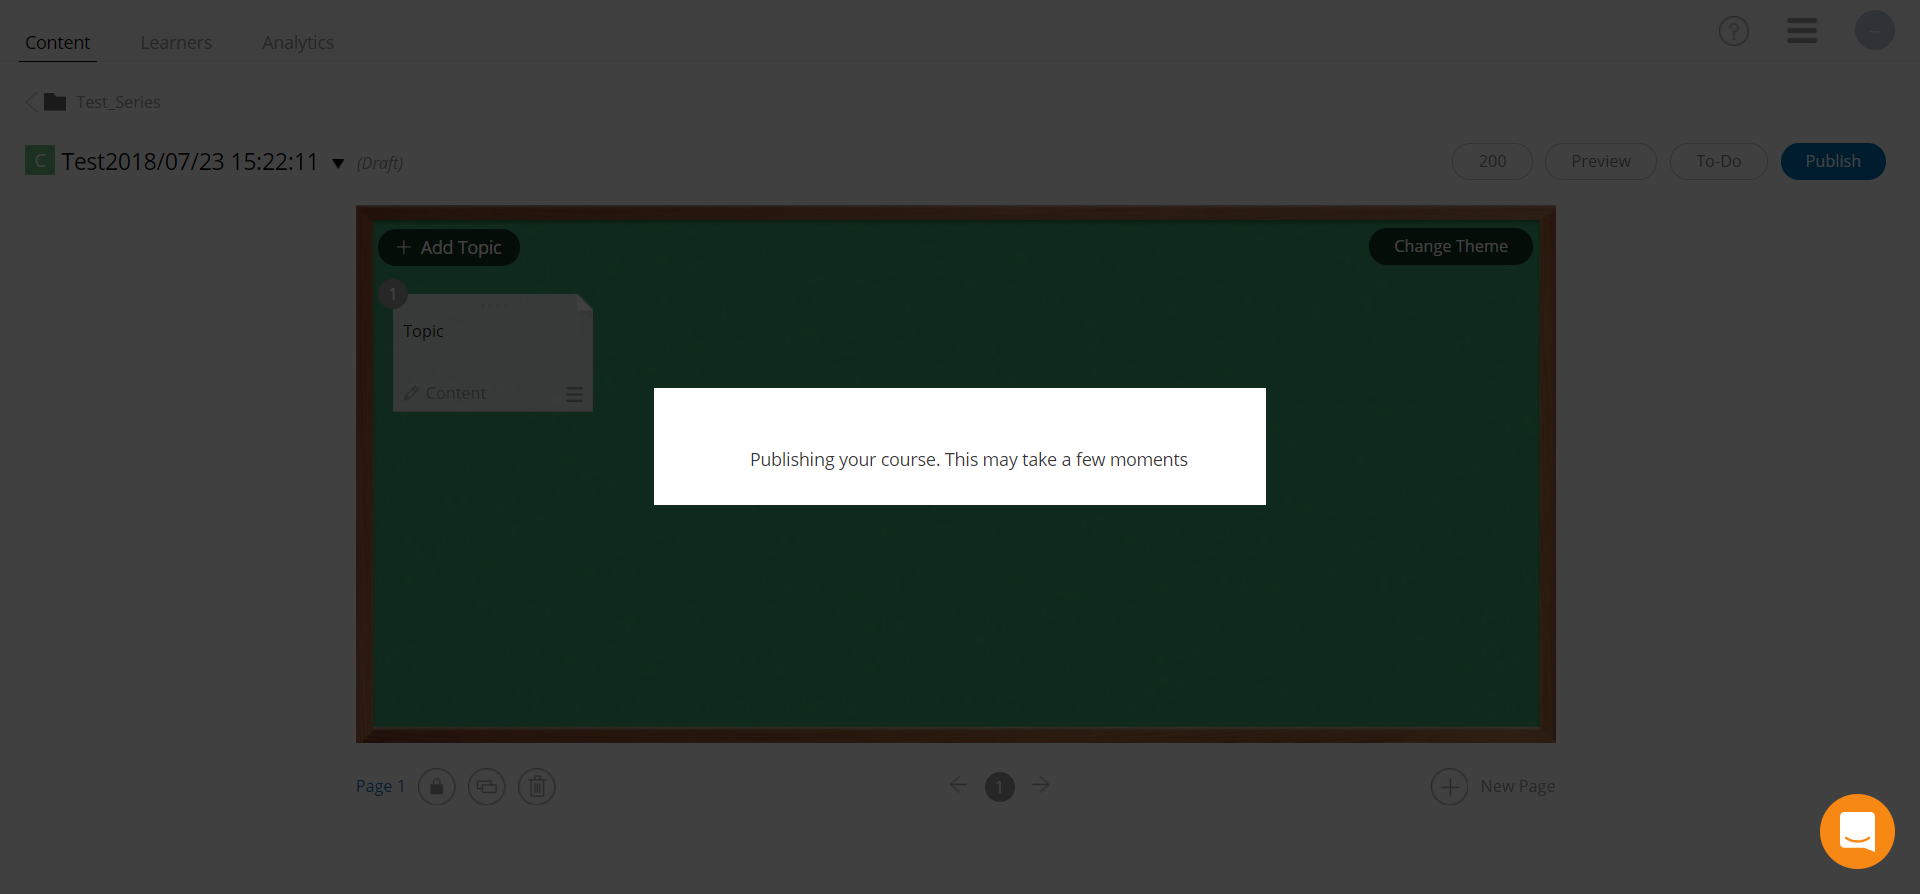 Content Learners Analytics
?
Test_Series
C Test2018/07/23 15:22:11 (Draft)
200 Preview To-Do Publish
+ Add Topic
Change Theme
1
Topic
Content
Publishing your course. This may take a few moments
Page 1
1
New Page